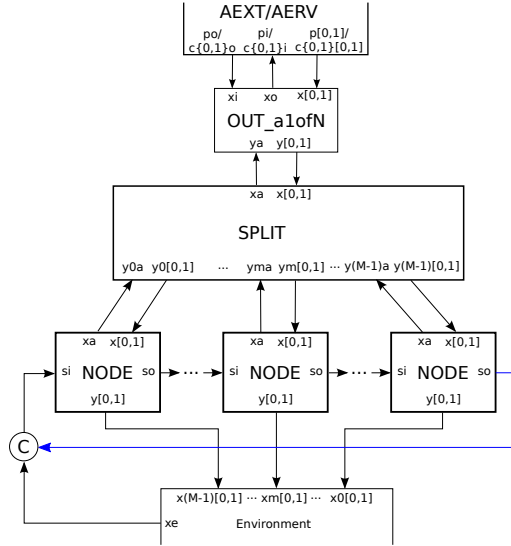 AEXT/AERV
po/ pi/ p[0,1]/
c{0,1}o c{0,1}i c{0,1}[0,1]
xi xo x[0,1]
OUT_a1ofN
ya y[0,1]
xa x[0,1]
SPLIT
y0a y0[0,1] ... yma ym[0,1] ... y(M-1)a y(M-1)[0,1]
xa x[0,1] xa x[0,1] xa x[0,1]
si NODE so ... si NODE so ... si NODE so
y[0,1] y[0,1] y[0,1]
C
x(M-1)[0,1] ... xm[0,1] ... x0[0,1]
xe Environment